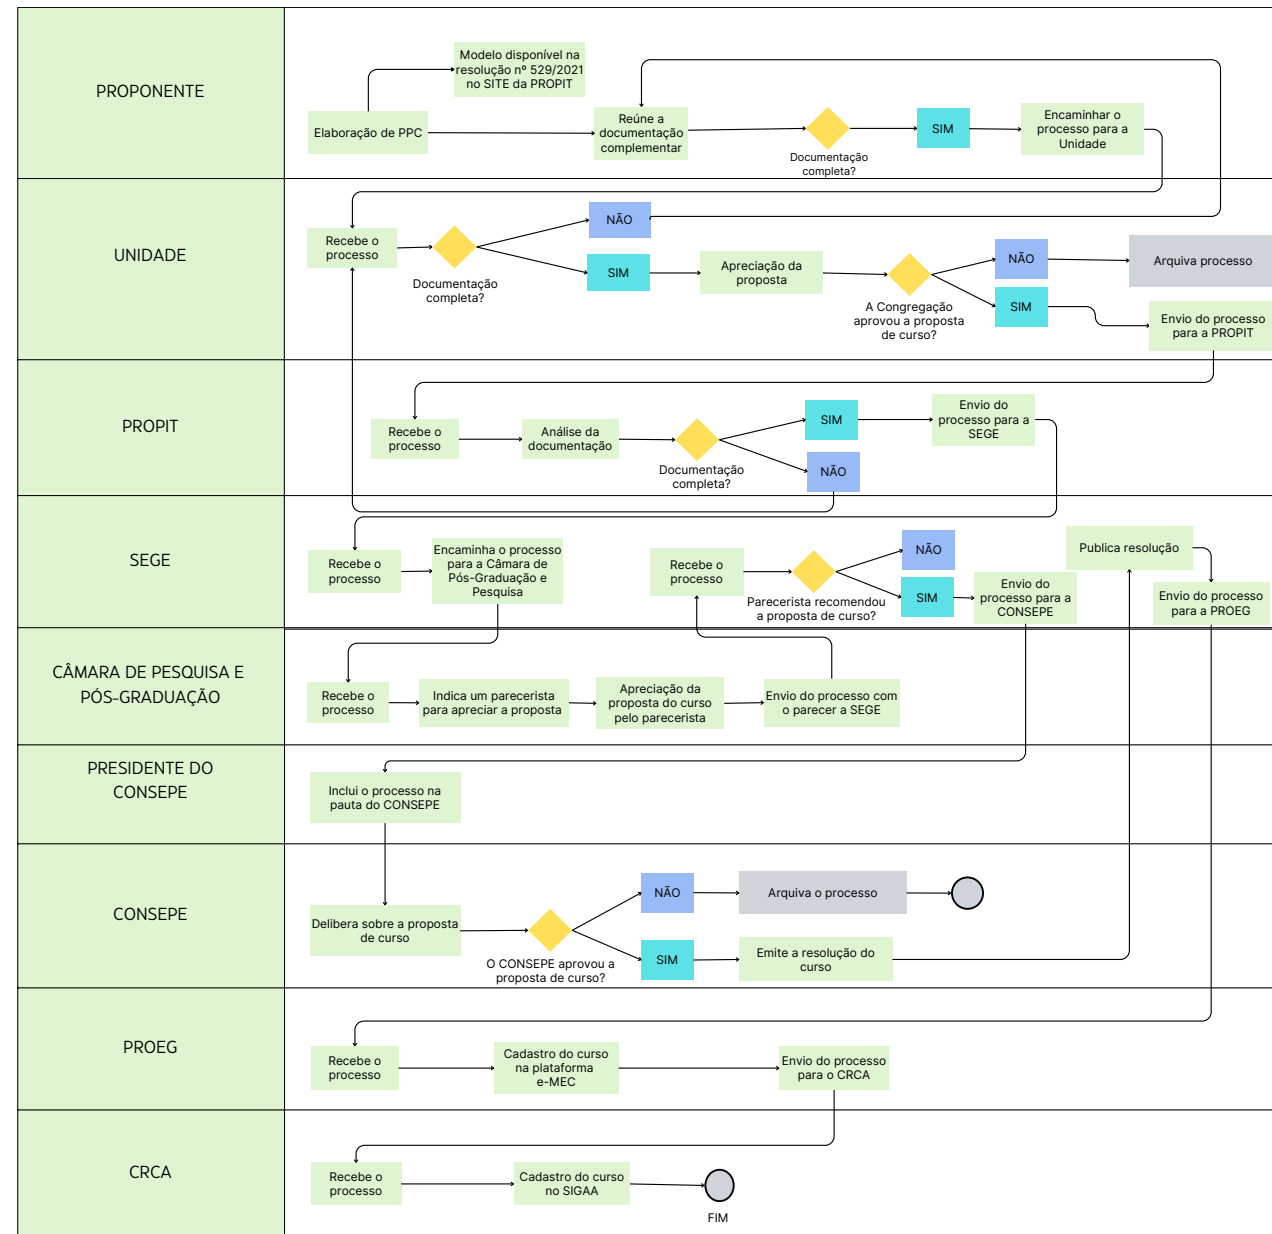 PROPONENTE
Modelo disponível na
resolução nº 529/2021
no SITE da PROPIT
Elaboração de PPC
Reúne a
documentação
complementar
Documentação
completa?
SIM
Encaminhar o
processo para a
Unidade
UNIDADE
Recebe o
processo
Documentação
completa?
NÃO
SIM
Apreciação da
proposta
A Congregação
aprovou a proposta
de curso?
NÃO
SIM
Arquiva processo
Envio do processo
para a PROPIT
PROPIT
Recebe o
processo
Análise da
documentação
Documentação
completa?
SIM
NÃO
Envio do
processo para a
SEGE
SEGE
Recebe o
processo
Encaminha o processo
para a Câmara de
Pós-Graduação e
Pesquisa
Recebe o
processo
Parecerista recomendou
a proposta de curso?
NÃO
SIM
Envio do
processo para a
CONSEPE
Publica resolução
Envio do processo
para a PROEG
CÂMARA DE PESQUISA E
PÓS-GRADUAÇÃO
Recebe o
processo
Indica um parecerista
para apreciar a proposta
Apreciação da
proposta do curso
pelo parecerista
Envio do processo com
o parecer a SEGE
PRESIDENTE DO
CONSEPE
Inclui o processo na
pauta do CONSEPE
CONSEPE
Delibera sobre a proposta
de curso
O CONSEPE aprovou a
proposta de curso?
NÃO
SIM
Arquiva o processo
Emite a resolução do
curso
PROEG
Recebe o
processo
Cadastro do curso
na plataforma
e-MEC
Envio do processo
para o CRCA
CRCA
Recebe o
processo
Cadastro do curso
no SIGAA
FIM